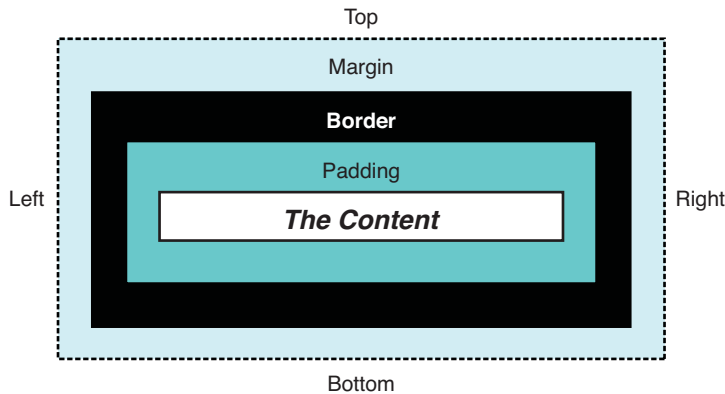 Top
Margin
Border
Padding
Left
The Content
Right
Bottom